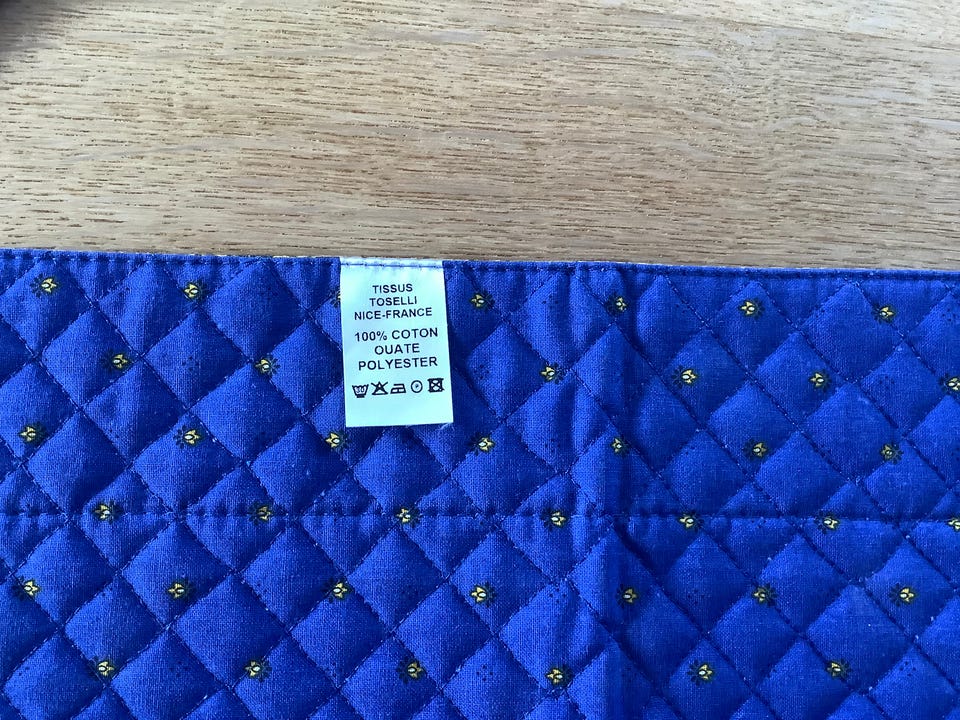 TISSUS
TOSELLI
NICE-FRANCE
100% COTON
OUATE
POLYESTER